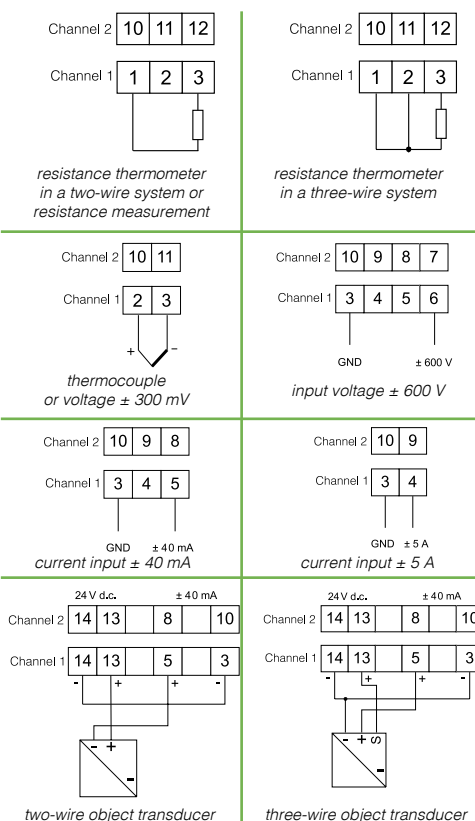 Channel 2 10 11 12
Channel 1 1 2 3
resistance thermometer
in a two-wire system or
resistance measurement
Channel 2 10 11 12
Channel 1 1 2 3
resistance thermometer
in a three-wire system
Channel 2 10 11
Channel 1 2 3
+ -
thermocouple
or voltage ± 300 mV
Channel 2 10 9 8 7
Channel 1 3 4 5 6
GND ± 600 V
input voltage ± 600 V
Channel 2 10 9 8
Channel 1 3 4 5
GND ± 40 mA
current input ± 40 mA
Channel 2 10 9
Channel 1 3 4
GND ± 5 A
current input ± 5 A
24 V d.c. ± 40 mA
Channel 2 14 13 8 10
Channel 1 14 13 5 3
- + + -
- +
-
two-wire object transducer
24 V d.c. ± 40 mA
Channel 2 14 13 8 10
Channel 1 14 13 5 3
- + + -
- + S
-
three-wire object transducer